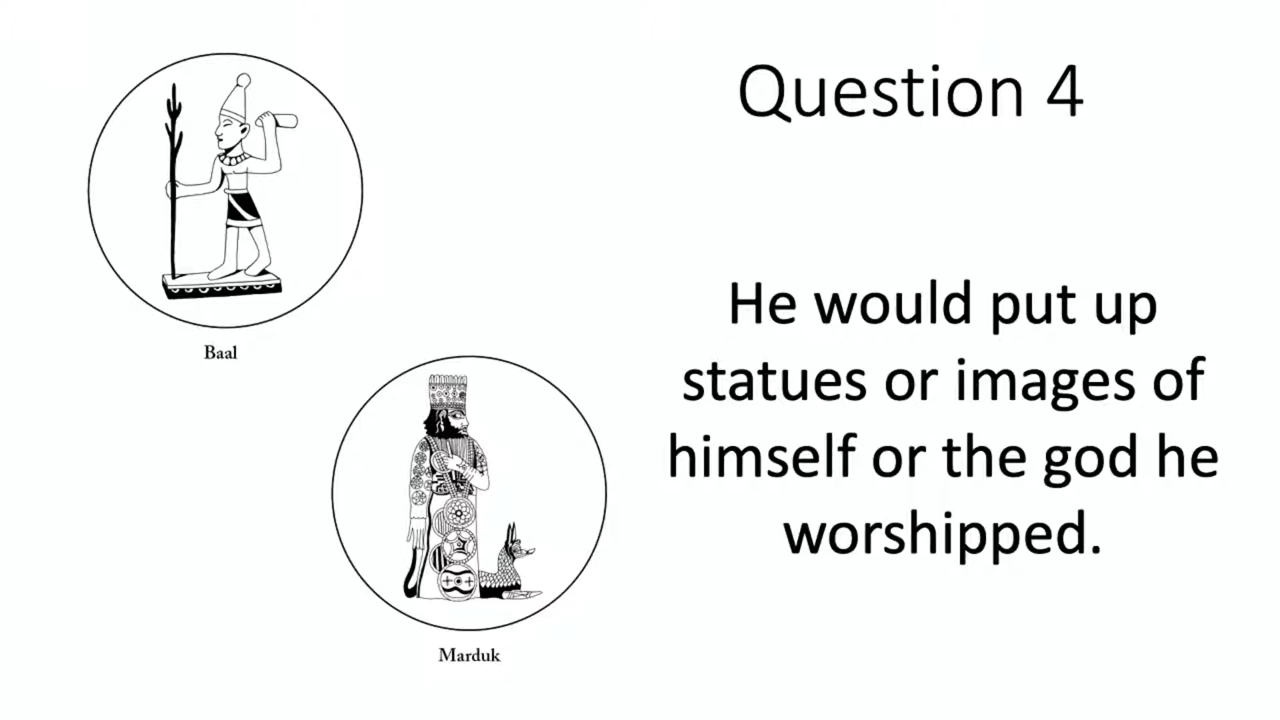 Question 4
He would put up
statues or images of
himself or the god he
worshipped.
Baal
Marduk